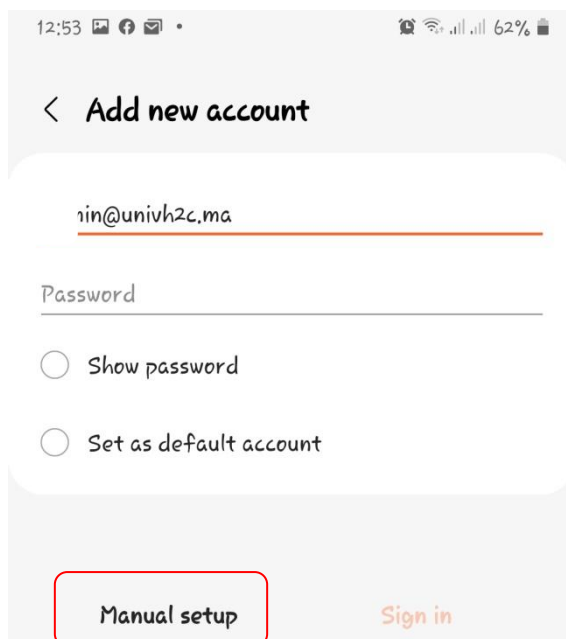 12:53 62%
Add new account
nin@univh2c.ma
Password
Show password
Set as default account
Manual setup Sign in